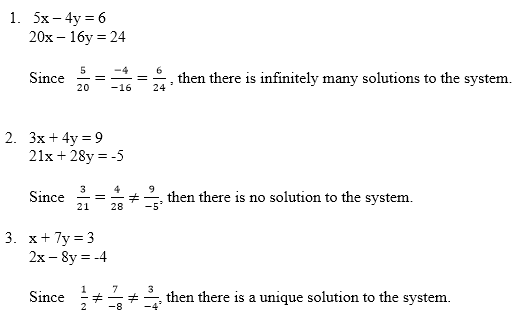 1. 5x – 4y = 6
20x – 16y = 24
Since 5/20 = -4/-16 = 6/24 , then there is infinitely many solutions to the system.
2. 3x + 4y = 9
21x + 28y = -5
Since 3/21 = 4/28 ≠ 9/-5, then there is no solution to the system.
3. x + 7y = 3
2x – 8y = -4
Since 1/2 ≠ 7/-8 ≠ 3/-4, then there is a unique solution to the system.